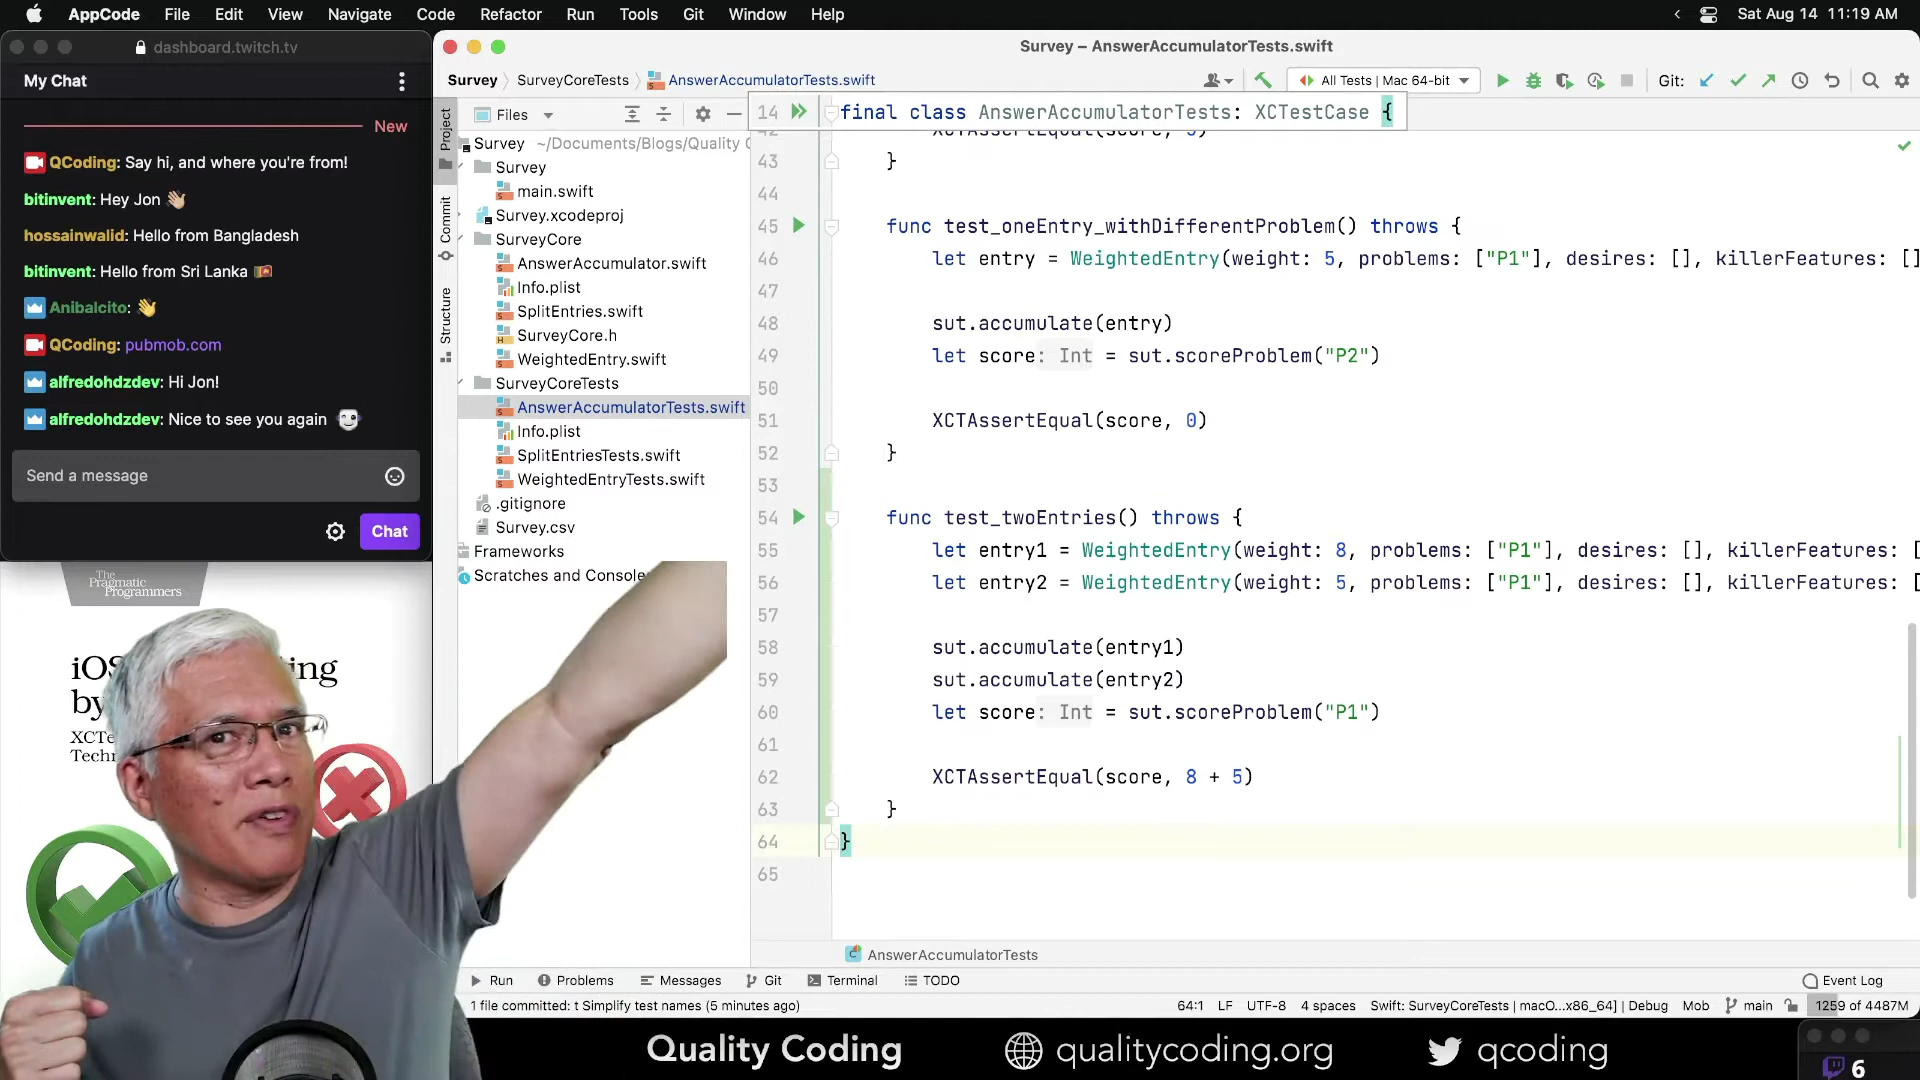 AppCode File Edit View Navigate Code Refactor Run Tools Git Window Help
Sat Aug 14 11:19 AM
dashboard.twitch.tv
My Chat
New
QCoding: Say hi, and where you're from!
bitinvent: Hey Jon 👋🏼
hossainwalid: Hello from Bangladesh
bitinvent: Hello from Sri Lanka 🇱🇰
Anibalcito: 👋
QCoding: pubmob.com
alfredohdzdev: Hi Jon!
alfredohdzdev: Nice to see you again
Send a message
Chat
The
Pragmatic
Programmers
iOS
ing
by
Survey – AnswerAccumulatorTests.swift
Survey
SurveyCoreTests
AnswerAccumulatorTests.swift
All Tests | Mac 64-bit
Git:
Project
Commit
Structure
Files
Survey ~/Documents/Blogs/Quality
Survey
main.swift
Survey.xcodeproj
SurveyCore
AnswerAccumulator.swift
Info.plist
SplitEntries.swift
SurveyCore.h
WeightedEntry.swift
SurveyCoreTests
AnswerAccumulatorTests.swift
Info.plist
SplitEntriesTests.swift
WeightedEntryTests.swift
.gitignore
Survey.csv
Frameworks
Scratches and Console
14 final class AnswerAccumulatorTests: XCTestCase {
43 }
44
45 func test_oneEntry_withDifferentProblem() throws {
46 let entry = WeightedEntry(weight: 5, problems: ["P1"], desires: [], killerFeatures: []
47
48 sut.accumulate(entry)
49 let score: Int = sut.scoreProblem("P2")
50
51 XCTAssertEqual(score, 0)
52 }
53
54 func test_twoEntries() throws {
55 let entry1 = WeightedEntry(weight: 8, problems: ["P1"], desires: [], killerFeatures: [
56 let entry2 = WeightedEntry(weight: 5, problems: ["P1"], desires: [], killerFeatures: [
57
58 sut.accumulate(entry1)
59 sut.accumulate(entry2)
60 let score: Int = sut.scoreProblem("P1")
61
62 XCTAssertEqual(score, 8 + 5)
63 }
64 }
65
AnswerAccumulatorTests
Run Problems Messages Git Terminal TODO
Event Log
1 file committed: t Simplify test names (5 minutes ago)
64:1 LF UTF-8 4 spaces Swift: SurveyCoreTests | macO...x86_64] | Debug Mob main 1259 of 4487M
Quality Coding
qualitycoding.org
qcoding
6